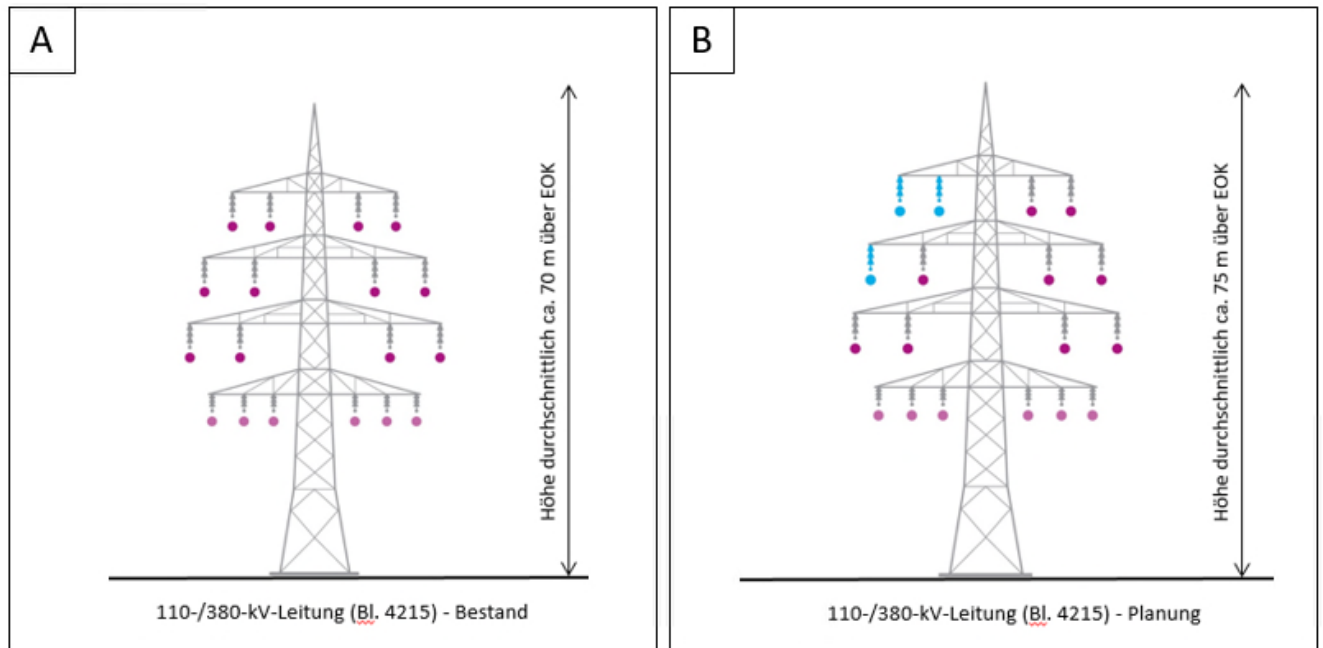 A
Höhe durchschnittlich ca. 70 m über EOK
110-/380-kV-Leitung (Bl. 4215) - Bestand
B
Höhe durchschnittlich ca. 75 m über EOK
110-/380-kV-Leitung (Bl. 4215) - Planung